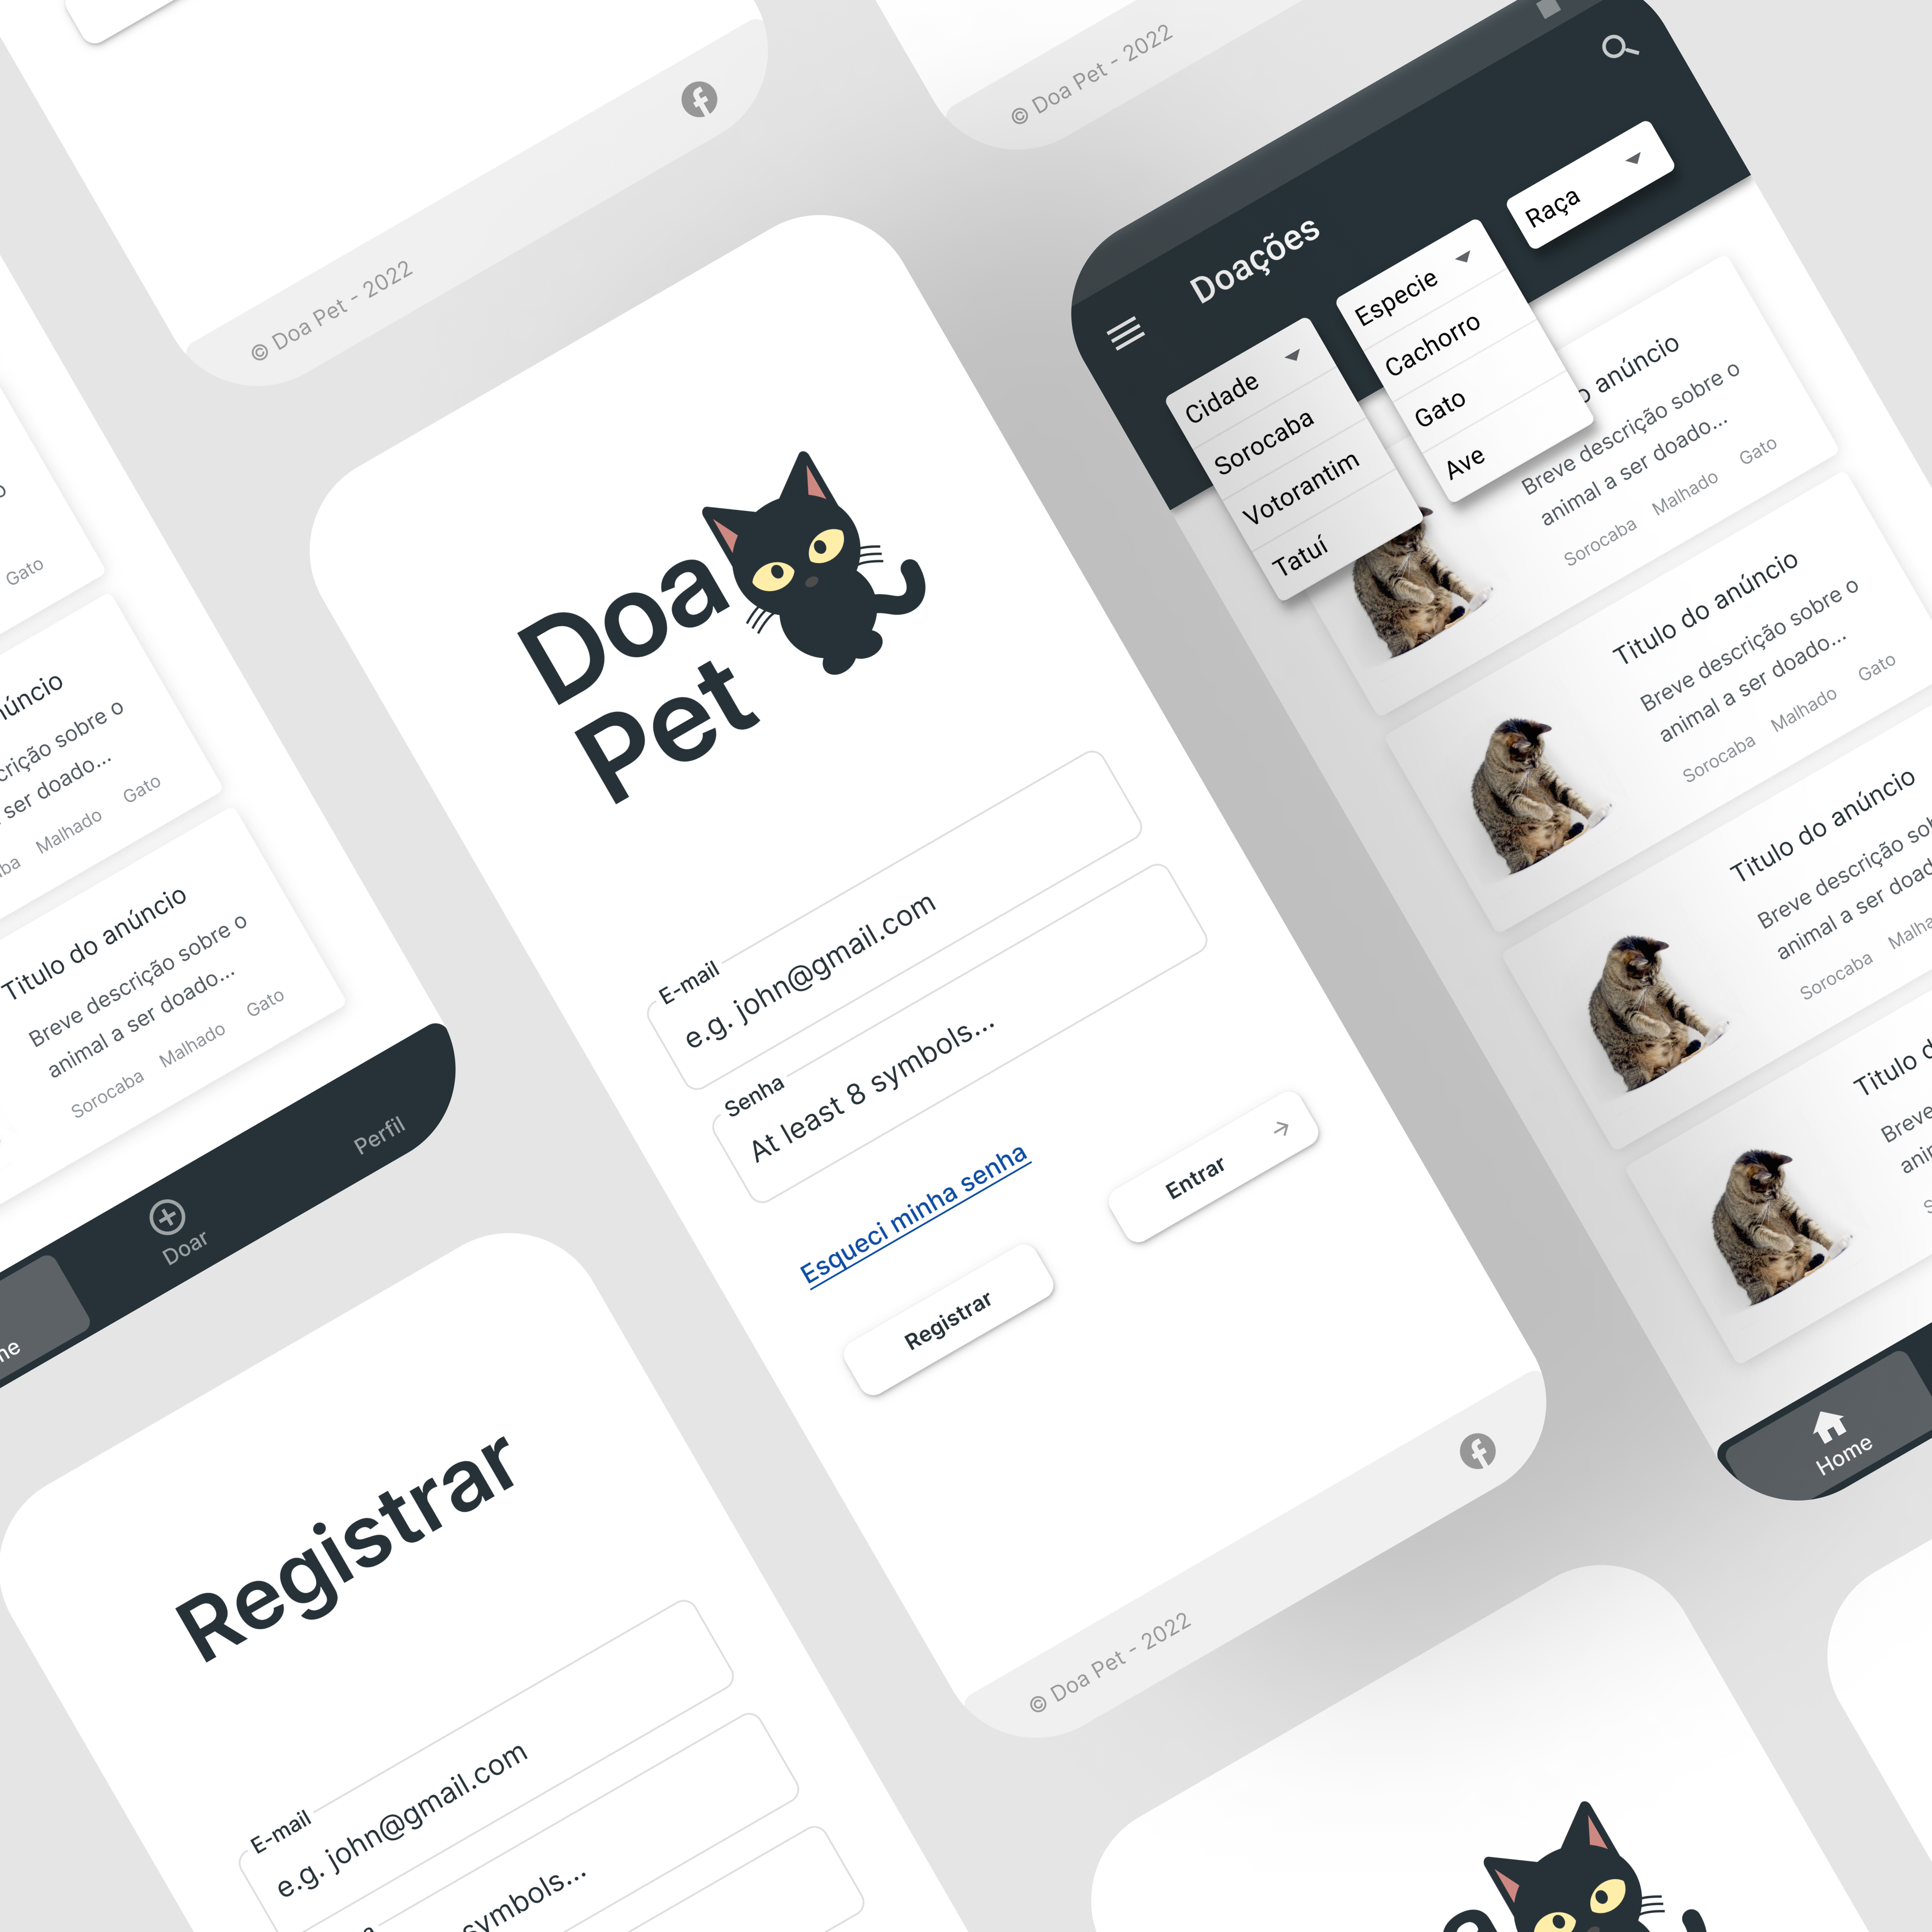 © Doa Pet - 2022
© Doa Pet - 2022
Gato
crição sobre o
ser doado...
Malhado Gato
Titulo do anúncio
Breve descrição sobre o
animal a ser doado...
Sorocaba Malhado Gato
Doar
Perfil
Doa
Pet
E-mail
e.g. john@gmail.com
Senha
At least 8 symbols...
Esqueci minha senha
Entrar
Registrar
© Doa Pet - 2022
Doações
Cidade
Sorocaba
Votorantim
Tatuí
Especie
Cachorro
Gato
Ave
Raça
o anúncio
Breve descrição sobre o
animal a ser doado...
Sorocaba Malhado Gato
Titulo do anúncio
Breve descrição sobre o
animal a ser doado...
Sorocaba Malhado Gato
Titulo do anúncio
Breve descrição so
animal a ser doad
Sorocaba Malha
Titulo d
Breve
Home
Registrar
E-mail
e.g. john@gmail.com
symbols...